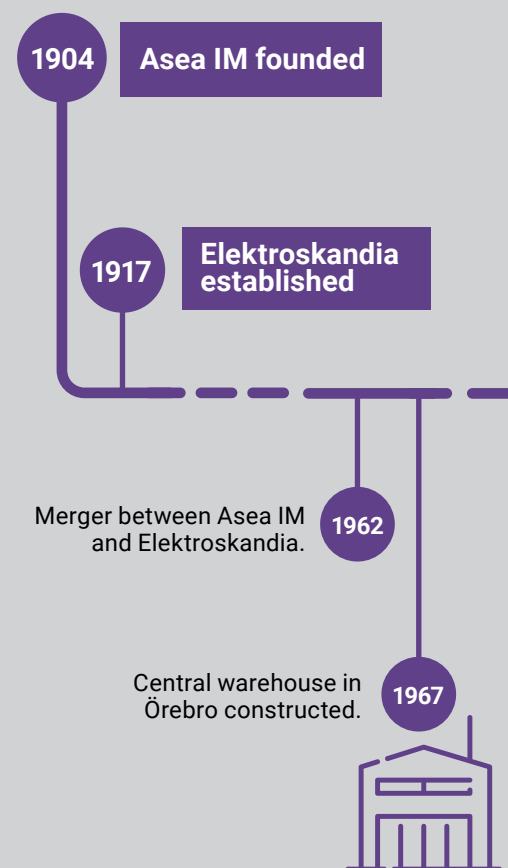 1904
Asea IM founded
1917
Elektroskandia
established
Merger between Asea IM
and Elektroskandia.
1962
Central warehouse in
Örebro constructed.
1967